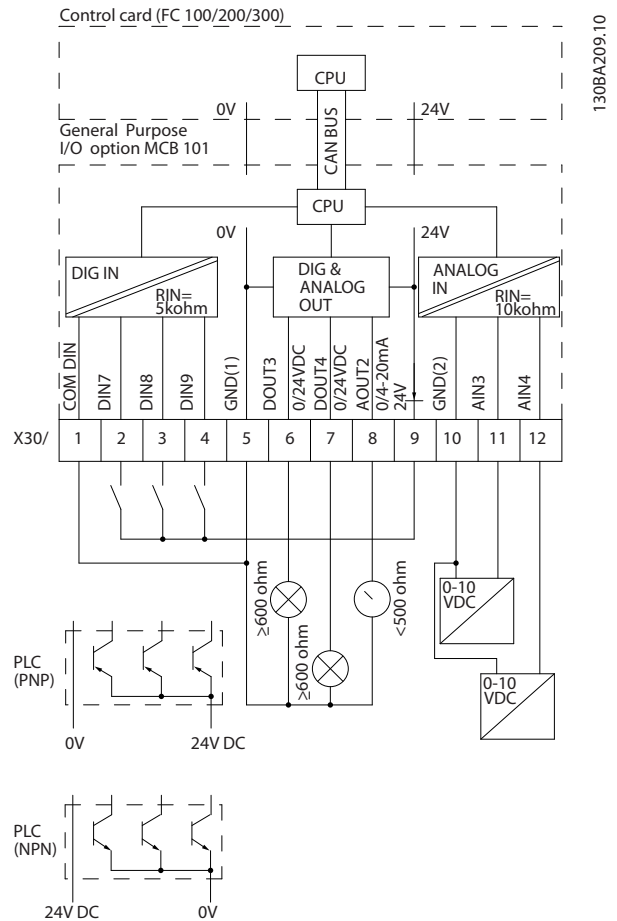 Control card (FC 100/200/300)
130BA209.10
CPU
0V
24V
CAN BUS
General Purpose
I/O option MCB 101
CPU
0V
24V
DIG IN
RIN=
5kohm
DIG &
ANALOG
OUT
ANALOG
IN
RIN=
10kohm
COM DIN
DIN7
DIN8
DIN9
GND(1)
DOUT3
0/24VDC
DOUT4
0/24VDC
AOUT2
0/4-20mA
24V
GND(2)
AIN3
AIN4
X30/
1
2
3
4
5
6
7
8
9
10
11
12
≥600 ohm
≥600 ohm
<500 ohm
0-10
VDC
0-10
VDC
PLC
(PNP)
0V
24V DC
PLC
(NPN)
24V DC
0V